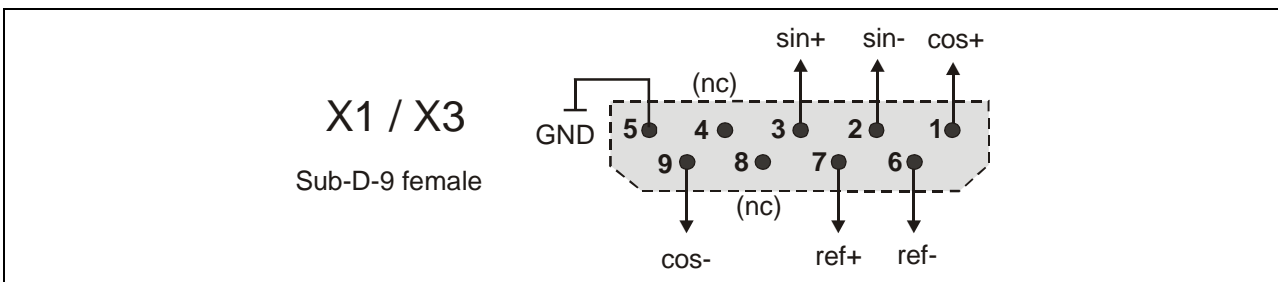 sin+ sin- cos+
(nc)
X1 / X3
GND
5 4 3 2 1
9 8 7 6
Sub-D-9 female
(nc)
cos- ref+ ref-